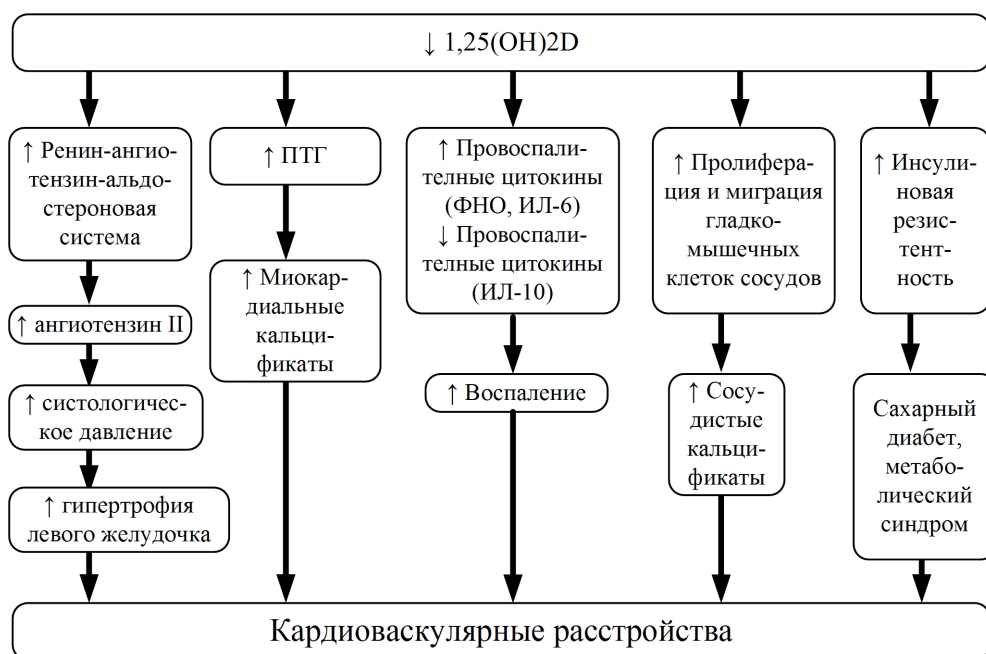 ↓ 1,25(OH)2D
↑ Ренин-ангио-
тензин-альдо-
стероновая
система
↑ ангиотензин II
↑ систологичес-
кое давление
↑ гипертрофия
левого желудочка
↑ ПТГ
↑ Миокар-
диальные
кальци-
фикаты
↑ Провоспали-
телные цитокины
(ФНО, ИЛ-6)
↓ Провоспали-
телные цитокины
(ИЛ-10)
↑ Воспаление
↑ Пролифера-
ция и миграция
гладко-
мышечных
клеток сосудов
↑ Сосу-
дистые
кальци-
фикаты
↑ Инсули-
новая
резис-
тент-
ность
Сахарный
диабет,
метабо-
лический
синдром
Кардиоваскулярные расстройства